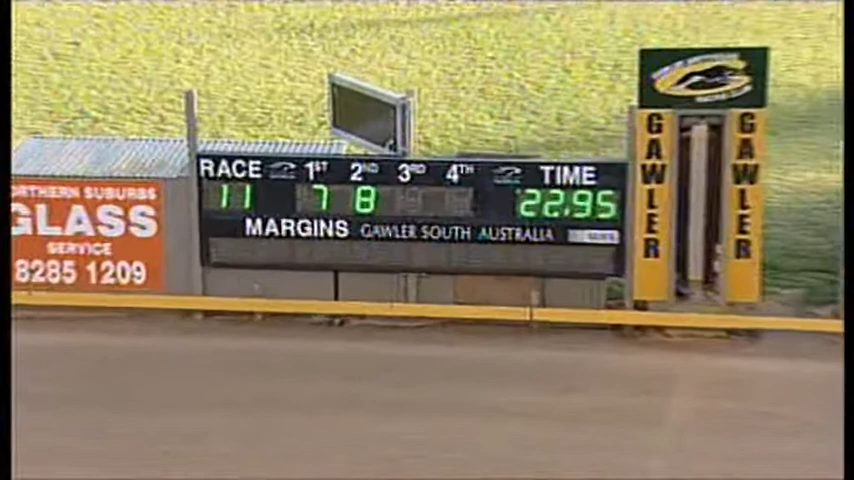 NORTHERN SUBURBS
GLASS
SERVICE
8285 1209
RACE 1ST 2ND 3RD 4TH TIME
11 7 8 22.95
MARGINS GAWLER SOUTH AUSTRALIA
GAWLER
GAWLER